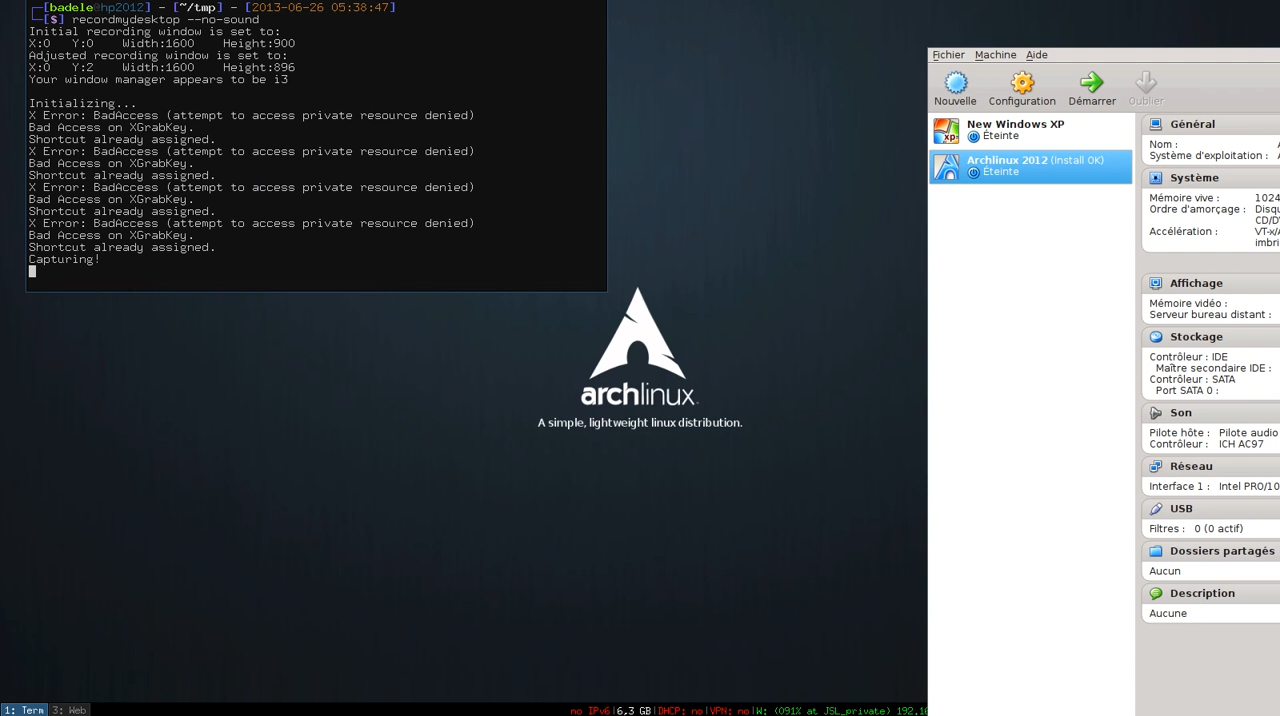 [badele@hp2012] - [~/tmp] - [2013-06-26 05:38:47]
[$] recordmydesktop --no-sound
Initial recording window is set to:
X:0   Y:0    Width:1600    Height:900
Adjusted recording window is set to:
X:0   Y:2    Width:1600    Height:896
Your window manager appears to be i3
Initializing...
X Error: BadAccess (attempt to access private resource denied)
Bad Access on XGrabKey.
Shortcut already assigned.
X Error: BadAccess (attempt to access private resource denied)
Bad Access on XGrabKey.
Shortcut already assigned.
X Error: BadAccess (attempt to access private resource denied)
Bad Access on XGrabKey.
Shortcut already assigned.
X Error: BadAccess (attempt to access private resource denied)
Bad Access on XGrabKey.
Shortcut already assigned.
Capturing!
archlinux
A simple, lightweight linux distribution.
Fichier Machine Aide
Nouvelle Configuration Démarrer Oublier
New Windows XP
Éteinte
Archlinux 2012 (Install OK)
Éteinte
Général
Nom :
Système d'exploitation :
Système
Mémoire vive : 1024
Ordre d'amorçage : Disqu
CD/D
Accélération : VT-x/A
imbri
Affichage
Mémoire vidéo :
Serveur bureau distant :
Stockage
Contrôleur : IDE
Maître secondaire IDE :
Contrôleur : SATA
Port SATA 0 :
Son
Pilote hôte : Pilote audio
Contrôleur : ICH AC97
Réseau
Interface 1 : Intel PRO/10
USB
Filtres : 0 (0 actif)
Dossiers partagés
Aucun
Description
Aucune
1: Term 3: Web
no IPv6|6,3 GB|DHCP: no|VPN: no|W: (091% at JSL_private) 192.16